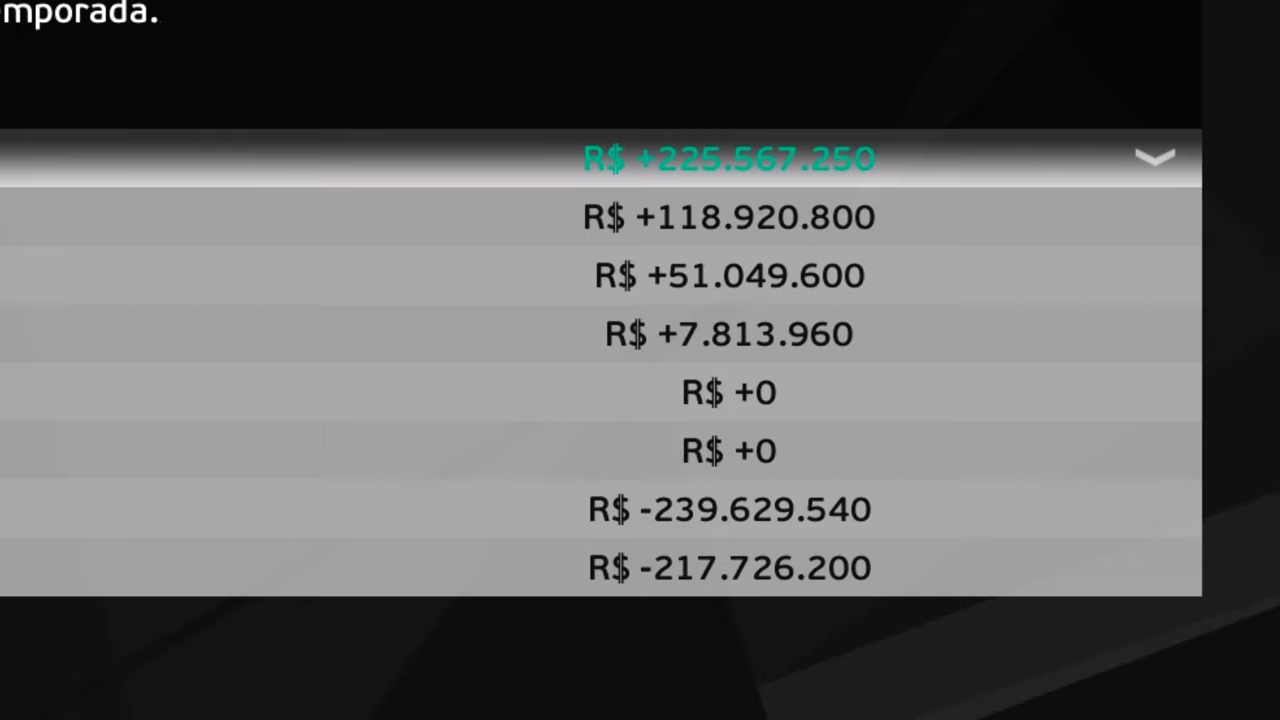 mporada.
R$ +225.567.250
R$ +118.920.800
R$ +51.049.600
R$ +7.813.960
R$ +0
R$ +0
R$ -239.629.540
R$ -217.726.200